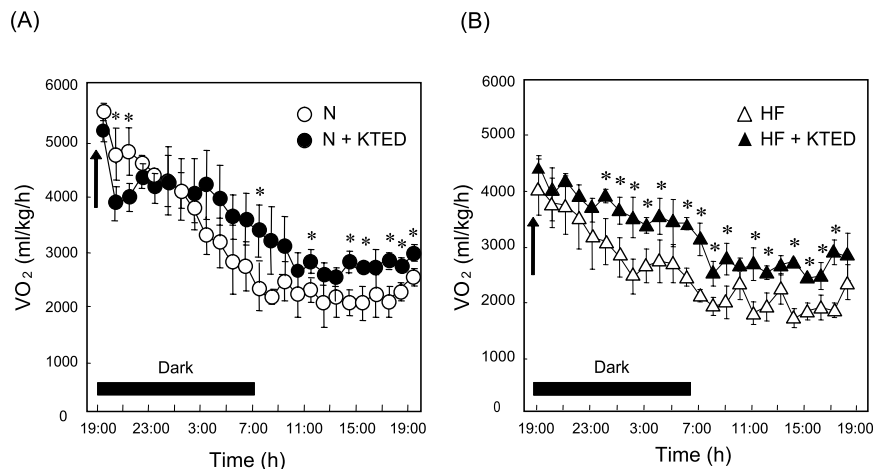 (A)
(B)
6000
5000
4000
3000
2000
1000
0
VO2 (ml/kg/h)
N
N + KTED
* *
*
*
* *
* * *
Dark
19:00 23:00 3:00 7:00 11:00 15:00 19:00
Time (h)
6000
5000
4000
3000
2000
1000
0
VO2 (ml/kg/h)
HF
HF + KTED
* * * * * * *
* * * * * * *
Dark
19:00 23:00 3:00 7:00 11:00 15:00 19:00
Time (h)